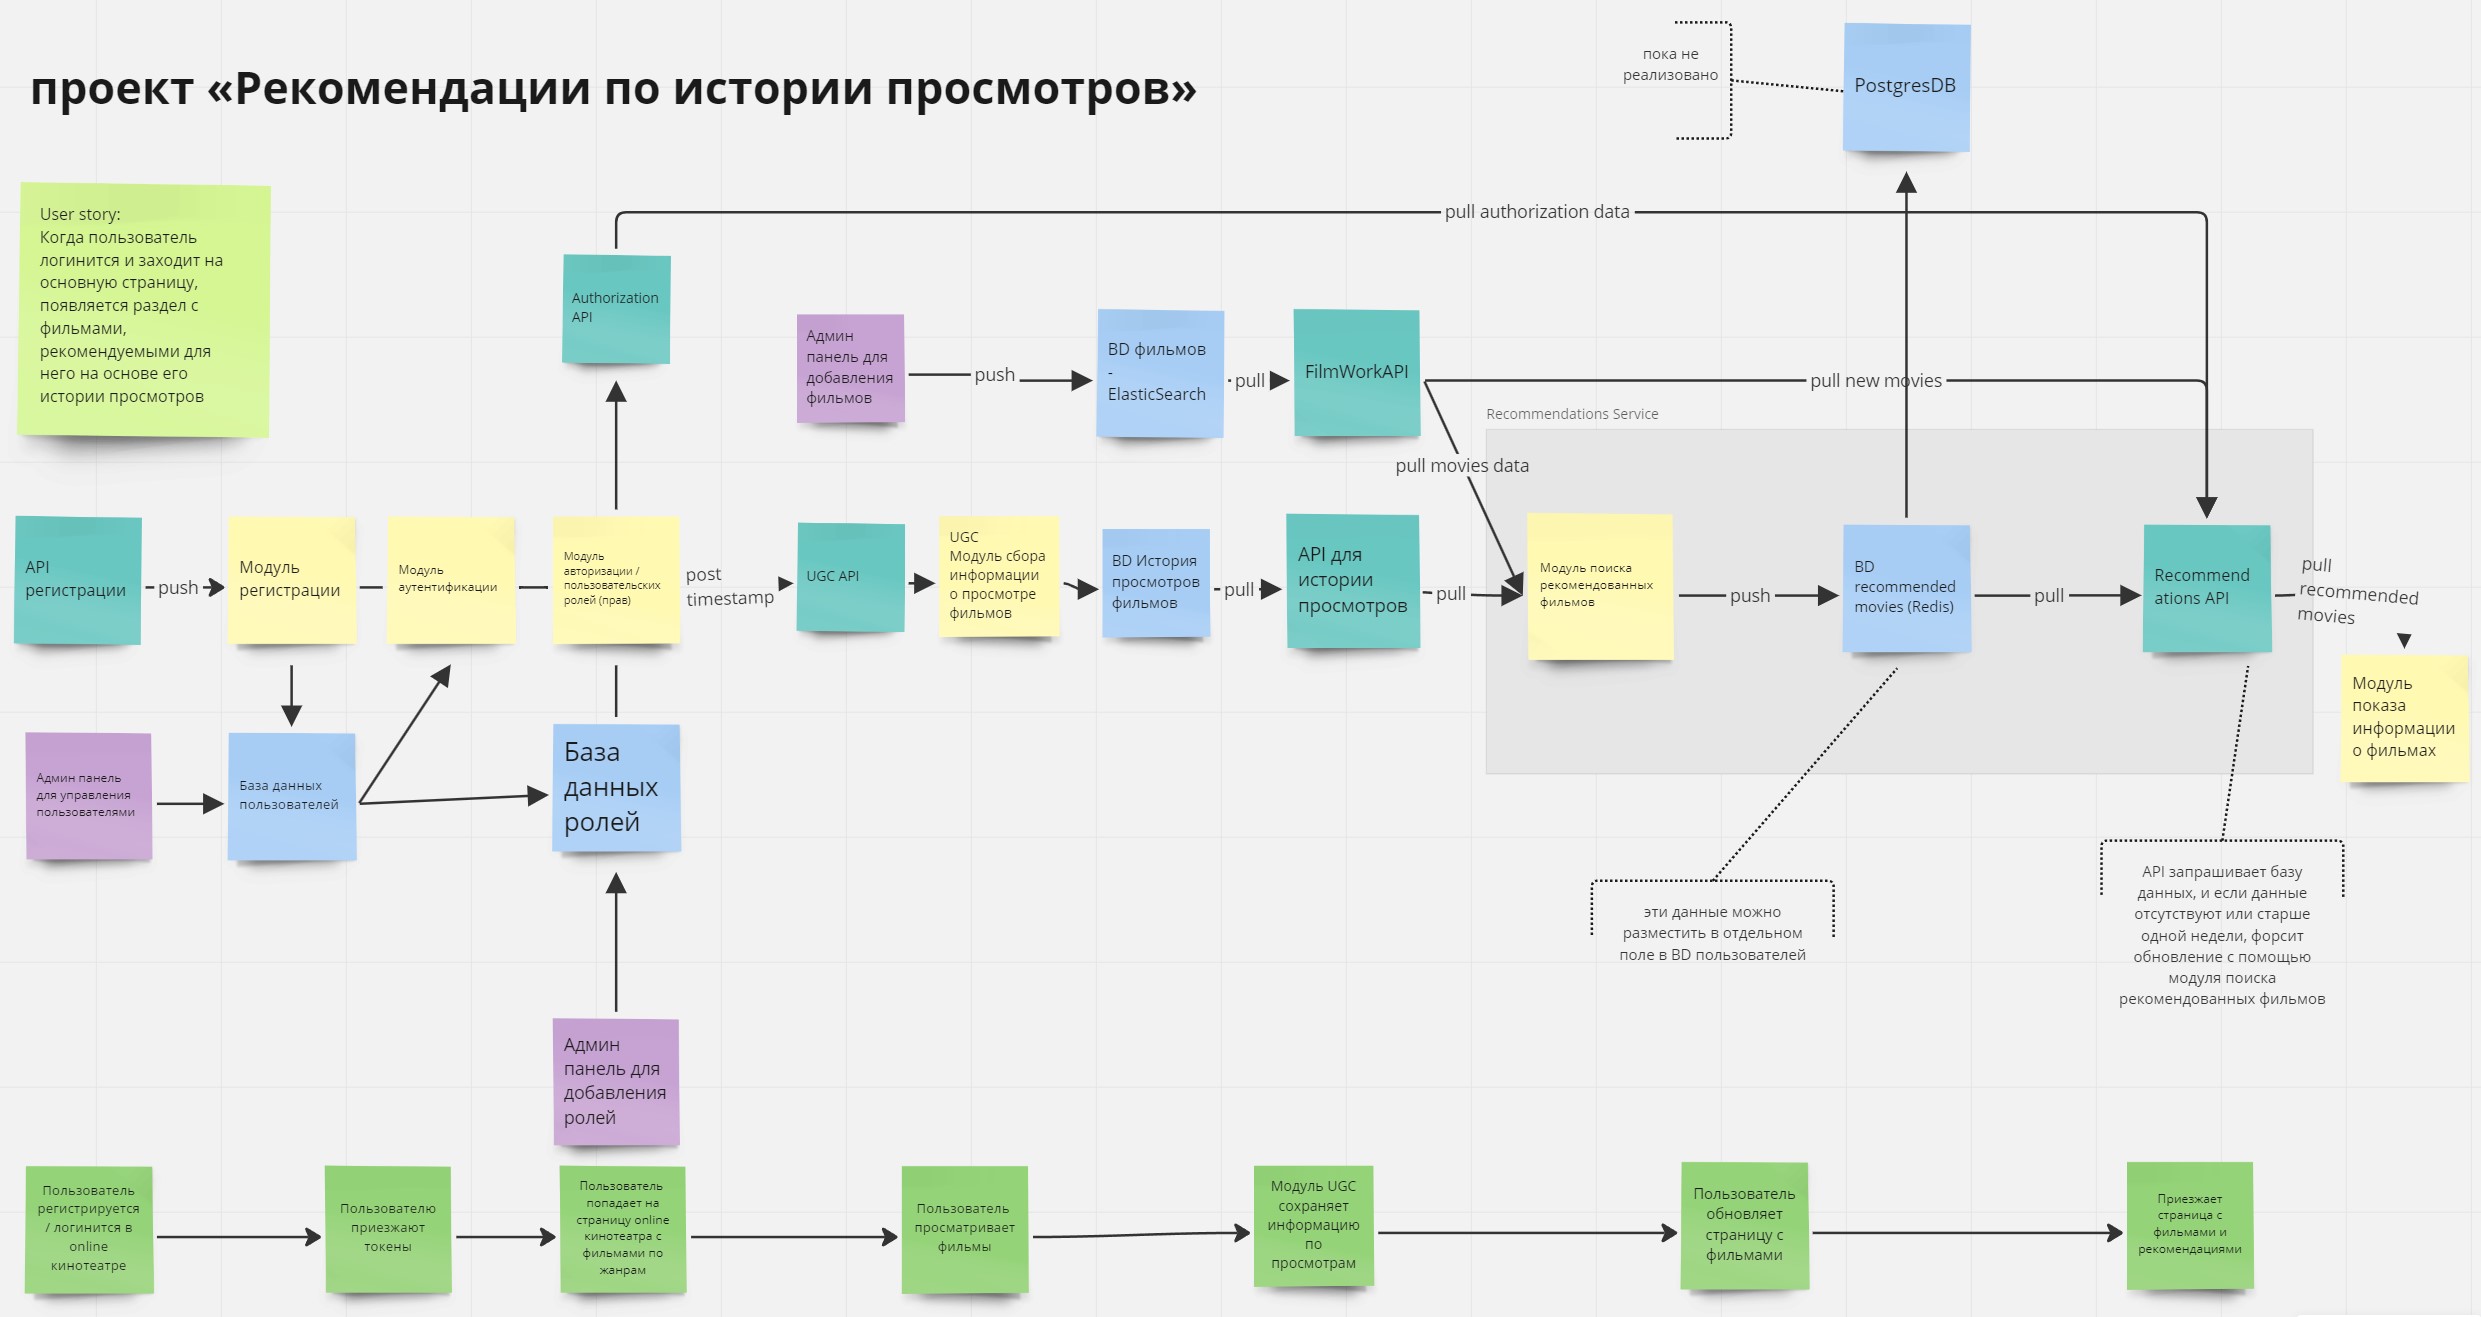 проект «Рекомендации по истории просмотров»
пока не
реализовано
PostgresDB
User story:
Когда пользователь
логинится и заходит на
основную страницу,
появляется раздел с
фильмами,
рекомендуемыми для
него на основе его
истории просмотров
pull authorization data
Authorization
API
Админ
панель для
добавления
фильмов
push
BD фильмов
-
ElasticSearch
pull
FilmWorkAPI
pull new movies
Recommendations Service
pull movies data
API
регистрации
push
Модуль
регистрации
Модуль
аутентификации
Модуль
авторизации /
пользовательских
ролей (прав)
post
timestamp
UGC API
UGC
Модуль сбора
информации
о просмотре
фильмов
BD История
просмотров
фильмов
pull
API для
истории
просмотров
pull
Модуль поиска
рекомендованных
фильмов
push
BD
recommended
movies (Redis)
pull
Recommend
ations API
pull
recommended
movies
Модуль
показа
информации
о фильмах
Админ панель
для управления
пользователями
База данных
пользователей
База
данных
ролей
эти данные можно
разместить в отдельном
поле в BD пользователей
API запрашивает базу
данных, и если данные
отсутствуют или старше
одной недели, форсит
обновление с помощью
модуля поиска
рекомендованных фильмов
Админ
панель для
добавления
ролей
Пользователь
регистрируется
/ логинится в
online
кинотеатре
Пользователю
приезжают
токены
Пользователь
попадает на
страницу online
кинотеатра с
фильмами по
жанрам
Пользователь
просматривает
фильмы
Модуль UGC
сохраняет
информацию
по
просмотрам
Пользователь
обновляет
страницу с
фильмами
Приезжает
страница с
фильмами и
рекомендациями